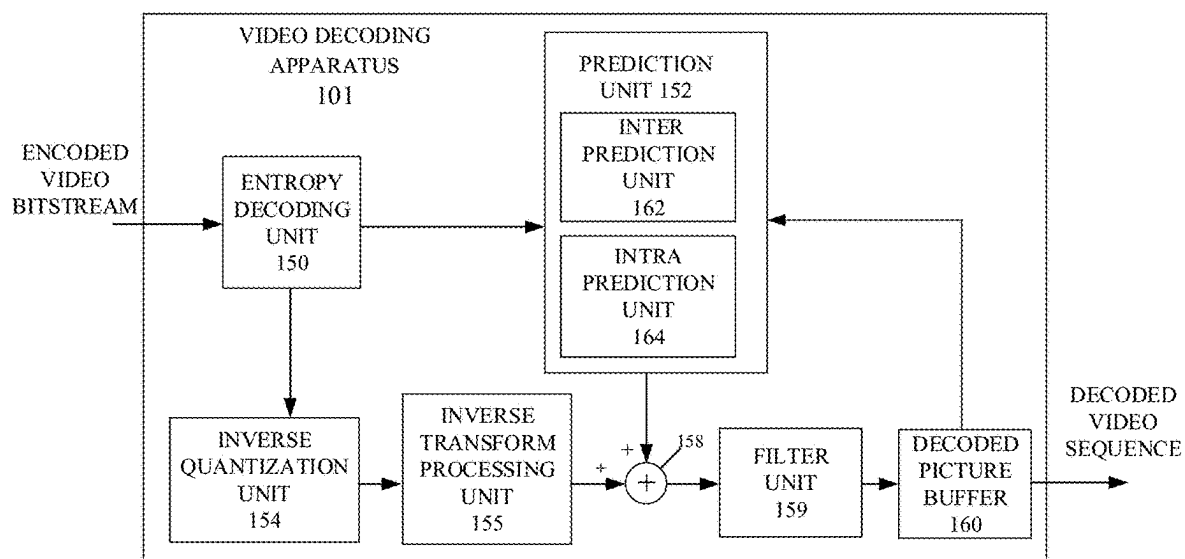 VIDEO DECODING
APPARATUS
101
PREDICTION
UNIT 152
INTER
PREDICTION
UNIT
162
INTRA
PREDICTION
UNIT
164
ENCODED
VIDEO
BITSTREAM
ENTROPY
DECODING
UNIT
150
INVERSE
QUANTIZATION
UNIT
154
INVERSE
TRANSFORM
PROCESSING
UNIT
155
+
+
+
158
FILTER
UNIT
159
DECODED
PICTURE
BUFFER
160
DECODED
VIDEO
SEQUENCE